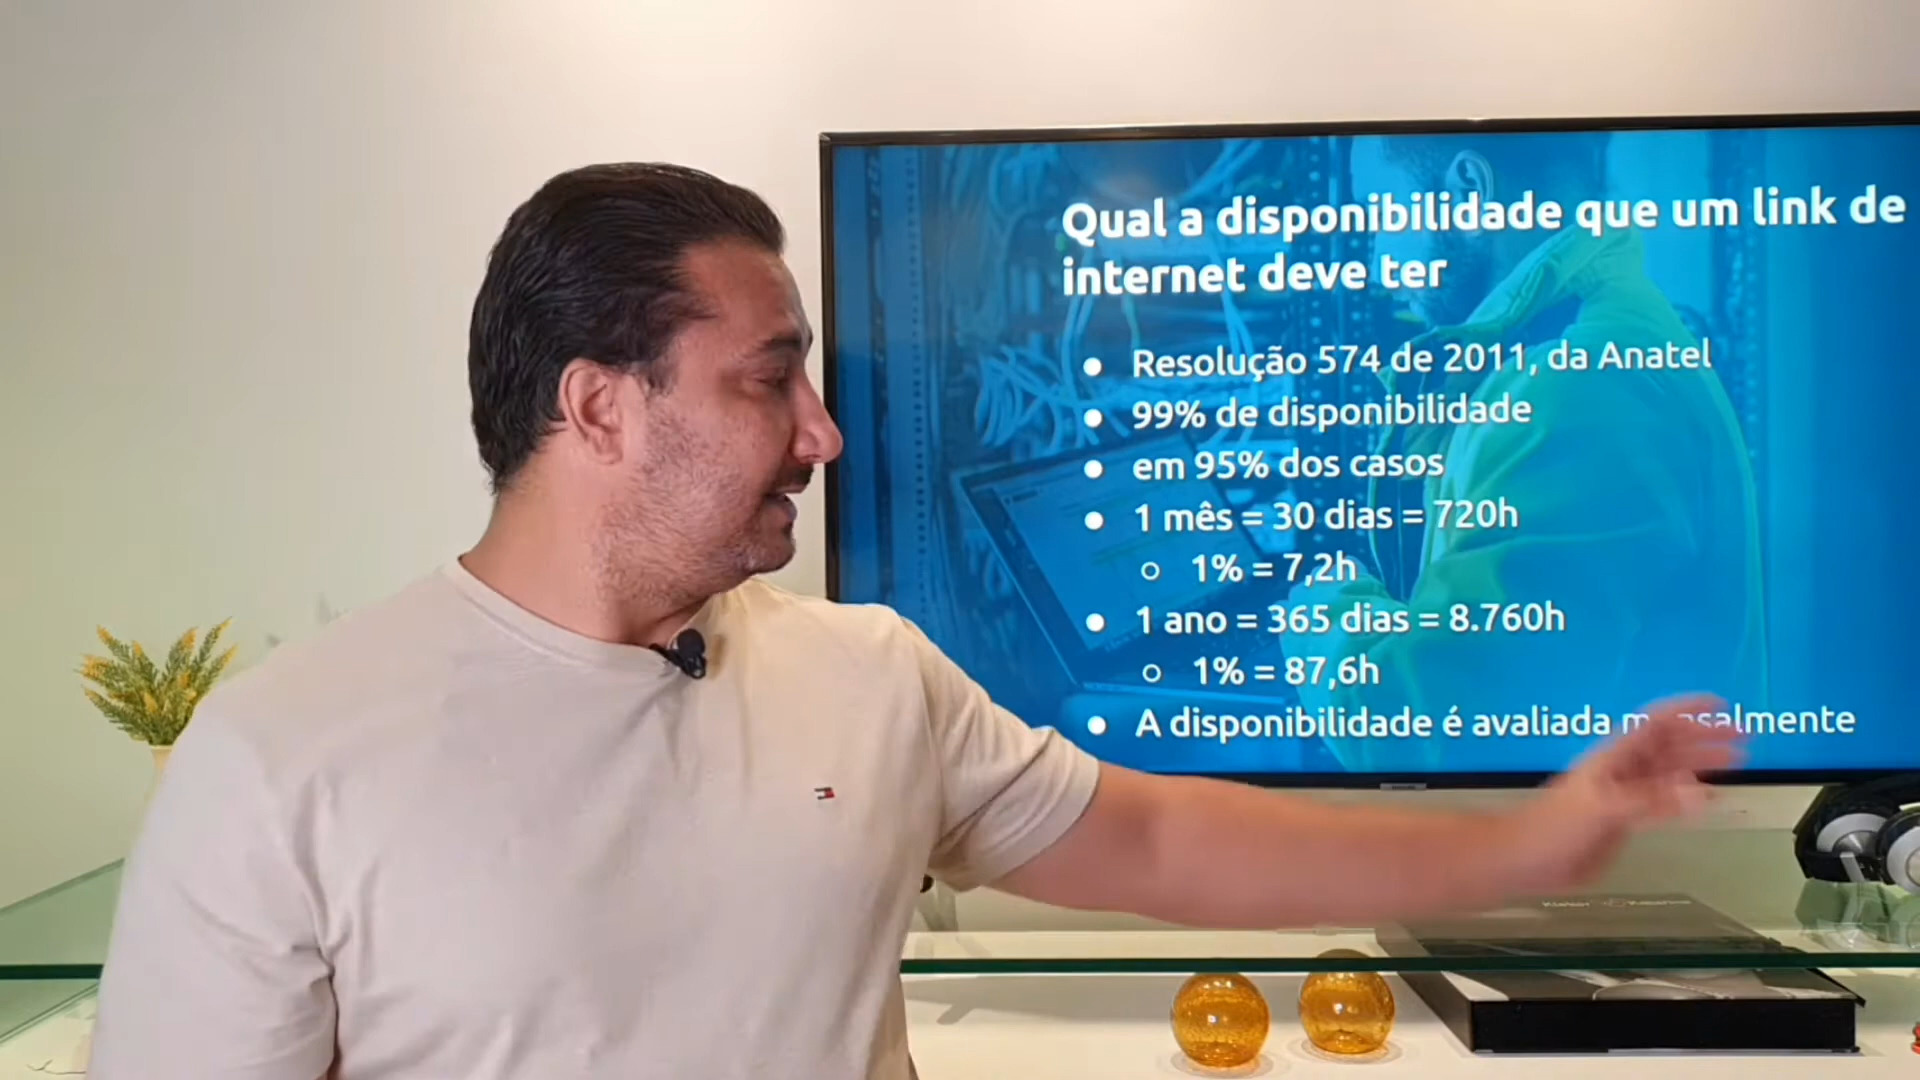 Qual a disponibilidade que um link de
internet deve ter
● Resolução 574 de 2011, da Anatel
● 99% de disponibilidade
● em 95% dos casos
● 1 mês = 30 dias = 720h
○ 1% = 7,2h
● 1 ano = 365 dias = 8.760h
○ 1% = 87,6h
● A disponibilidade é avaliada mensalmente